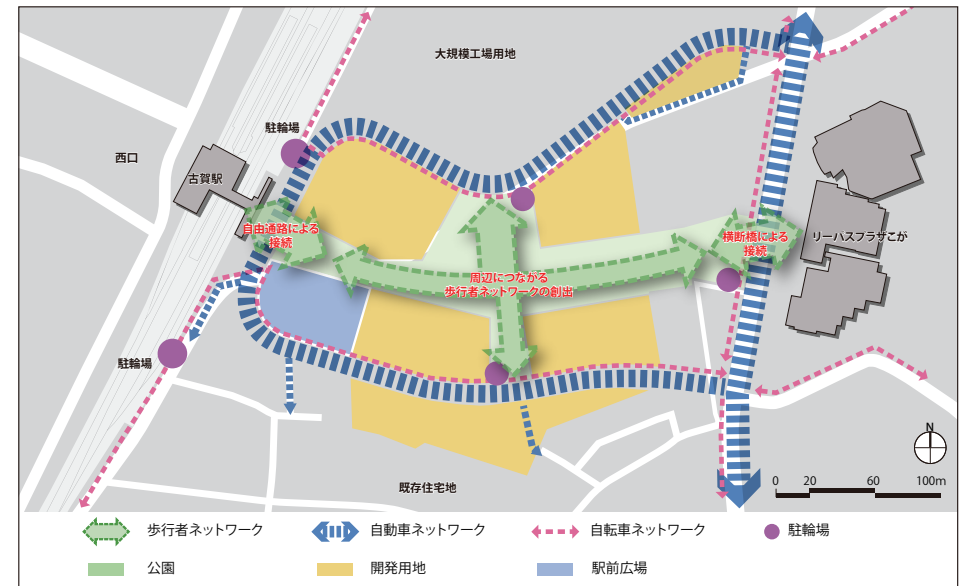 大規模工場用地
駐輪場
西口
古賀駅
自由通路による
接続
横断橋による
接続
リーパスプラザこが
周辺につながる
歩行者ネットワークの創出
駐輪場
既存住宅地
N
0 20 60 100m
歩行者ネットワーク
自動車ネットワーク
自転車ネットワーク
駐輪場
公園
開発用地
駅前広場